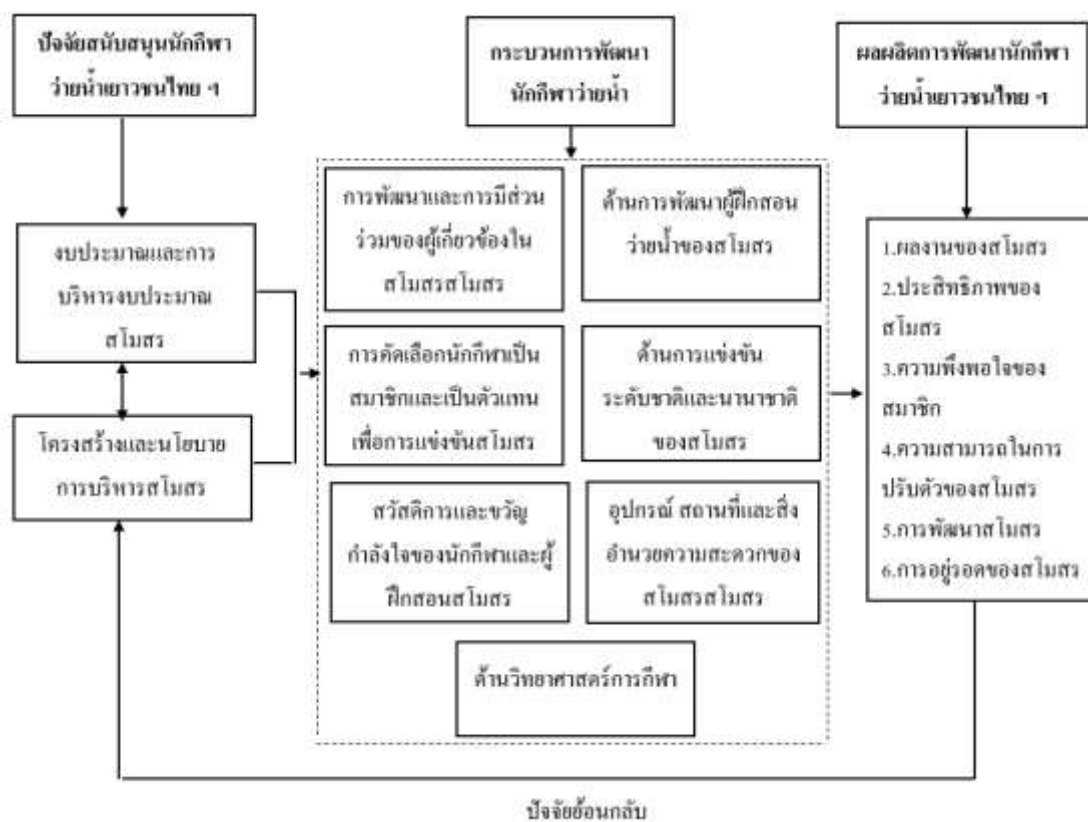 ปัจจัยสนับสนุนนักกีฬา
ว่ายน้ำเยาวชนไทย ฯ
กระบวนการพัฒนา
นักกีฬาว่ายน้ำ
ผลผลิตการพัฒนานักกีฬา
ว่ายน้ำเยาวชนไทย ฯ
งบประมาณและการ
บริหารงบประมาณ
สโมสร
โครงสร้างและนโยบาย
การบริหารสโมสร
การพัฒนาและการมีส่วน
ร่วมของผู้เกี่ยวข้องใน
สโมสรสโมสร
ด้านการพัฒนาผู้ฝึกสอน
ว่ายน้ำของสโมสร
การคัดเลือกนักกีฬาเป็น
สมาชิกและเป็นตัวแทน
เพื่อการแข่งขันสโมสร
ด้านการแข่งขัน
ระดับชาติและนานาชาติ
ของสโมสร
สวัสดิการและขวัญ
กำลังใจของนักกีฬาและผู้
ฝึกสอนสโมสร
อุปกรณ์ สถานที่และสิ่ง
อำนวยความสะดวกของ
สโมสรสโมสร
ด้านวิทยาศาสตร์การกีฬา
1.ผลงานของสโมสร
2.ประสิทธิภาพของ
สโมสร
3.ความพึงพอใจของ
สมาชิก
4.ความสามารถในการ
ปรับตัวของสโมสร
5.การพัฒนาสโมสร
6.การอยู่รอดของสโมสร
ปัจจัยย้อนกลับ